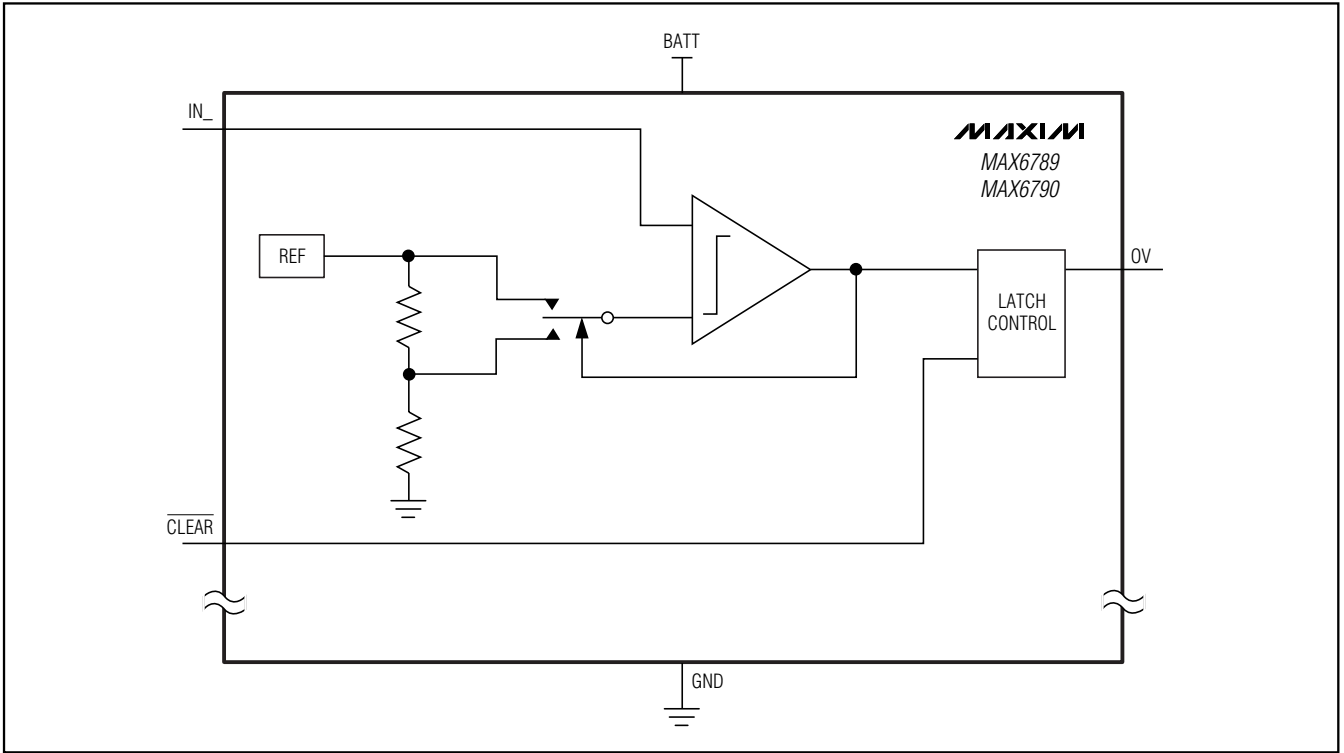 BATT
IN_
MAXIM
MAX6789
MAX6790
REF
LATCH
CONTROL
OV
CLEAR
GND